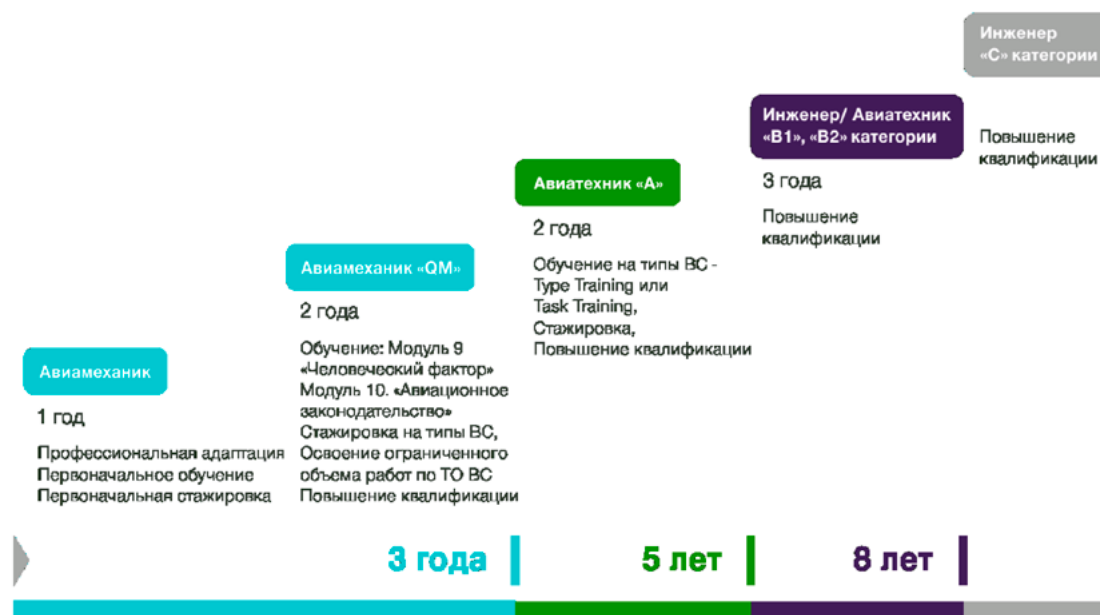 Инженер
«С» категории
Повышение
квалификации
Инженер/ Авиатехник
«В1», «В2» категории
3 года
Повышение
квалификации
Авиатехник «А»
2 года
Обучение на типы ВС -
Type Training или
Task Training,
Стажировка,
Повышение квалификации
Авиамеханик «QM»
2 года
Обучение: Модуль 9
«Человеческий фактор»
Модуль 10. «Авиационное
законодательство»
Стажировка на типы ВС,
Освоение ограниченного
объема работ по ТО ВС
Повышение квалификации
Авиамеханик
1 год
Профессиональная адаптация
Первоначальное обучение
Первоначальная стажировка
3 года
5 лет
8 лет